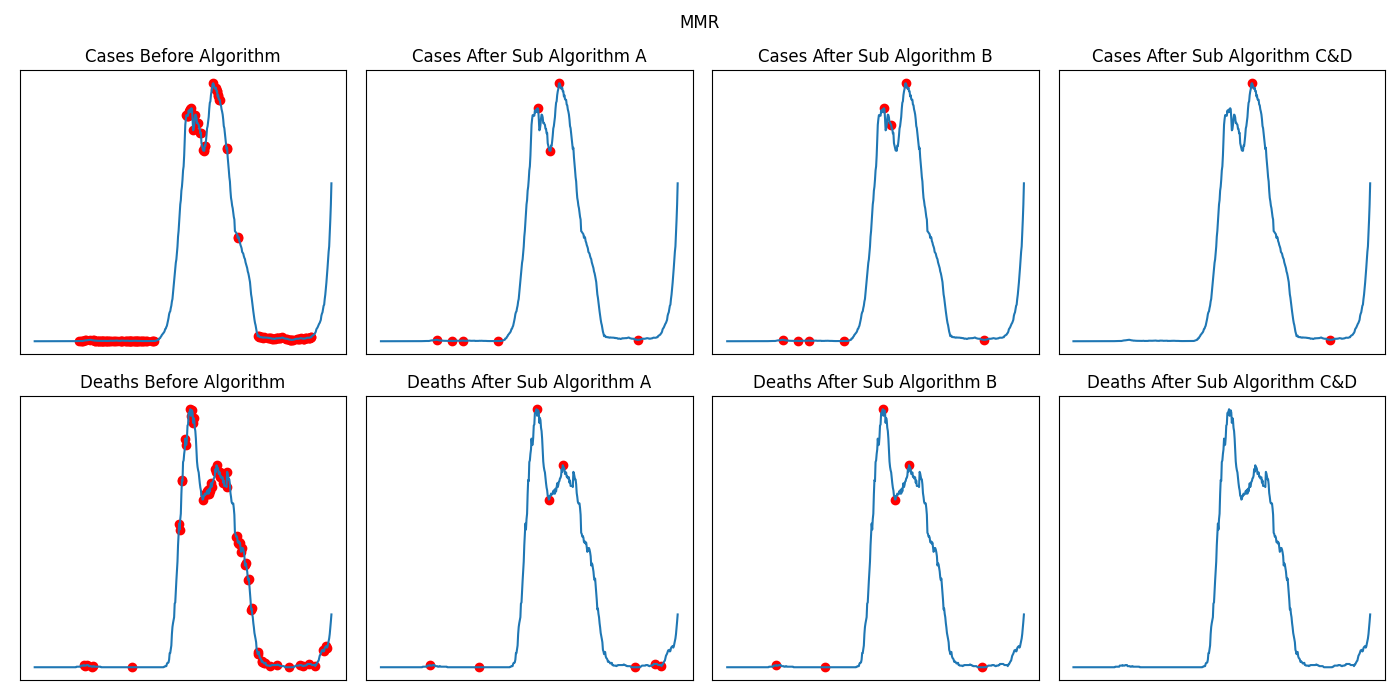 MMR
Cases Before Algorithm
Cases After Sub Algorithm A
Cases After Sub Algorithm B
Cases After Sub Algorithm C&D
Deaths Before Algorithm
Deaths After Sub Algorithm A
Deaths After Sub Algorithm B
Deaths After Sub Algorithm C&D